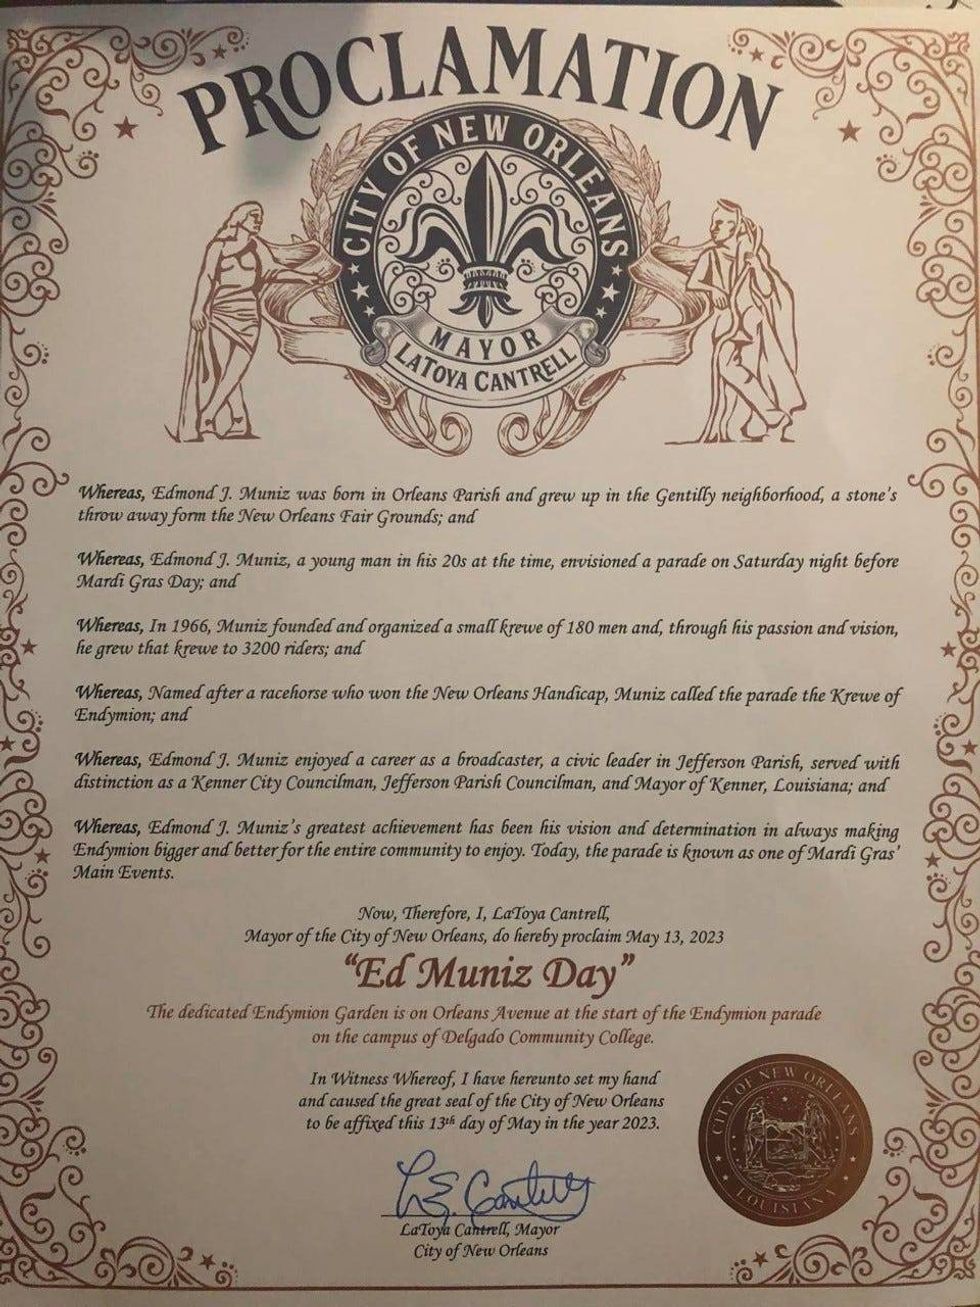 PROCLAMATION
CITY OF NEW ORLEANS
MAYOR
LATOYA CANTRELL
Whereas, Edmond J. Muniz was born in Orleans Parish and grew up in the Gentilly neighborhood, a stone's
throw away form the New Orleans Fair Grounds; and
Whereas, Edmond J. Muniz, a young man in his 20s at the time, envisioned a parade on Saturday night before
Mardi Gras Day; and
Whereas, In 1966, Muniz founded and organized a small krewe of 180 men and, through his passion and vision,
he grew that krewe to 3200 riders; and
Whereas, Named after a racehorse who won the New Orleans Handicap, Muniz called the parade the Krewe of
Endymion; and
Whereas, Edmond J. Muniz enjoyed a career as a broadcaster, a civic leader in Jefferson Parish, served with
distinction as a Kenner City Councilman, Jefferson Parish Councilman, and Mayor of Kenner, Louisiana; and
Whereas, Edmond J. Muniz's greatest achievement has been his vision and determination in always making
Endymion bigger and better for the entire community to enjoy. Today, the parade is known as one of Mardi Gras'
Main Events.
Now, Therefore, I, LaToya Cantrell,
Mayor of the City of New Orleans, do hereby proclaim May 13, 2023
"Ed Muniz Day"
The dedicated Endymion Garden is on Orleans Avenue at the start of the Endymion parade
on the campus of Delgado Community College.
In Witness Whereof, I have hereunto set my hand
and caused the great seal of the City of New Orleans
to be affixed this 13th day of May in the year 2023.
L. Cantrell
LaToya Cantrell, Mayor
City of New Orleans
CITY OF NEW ORLEANS
LOUISIANA